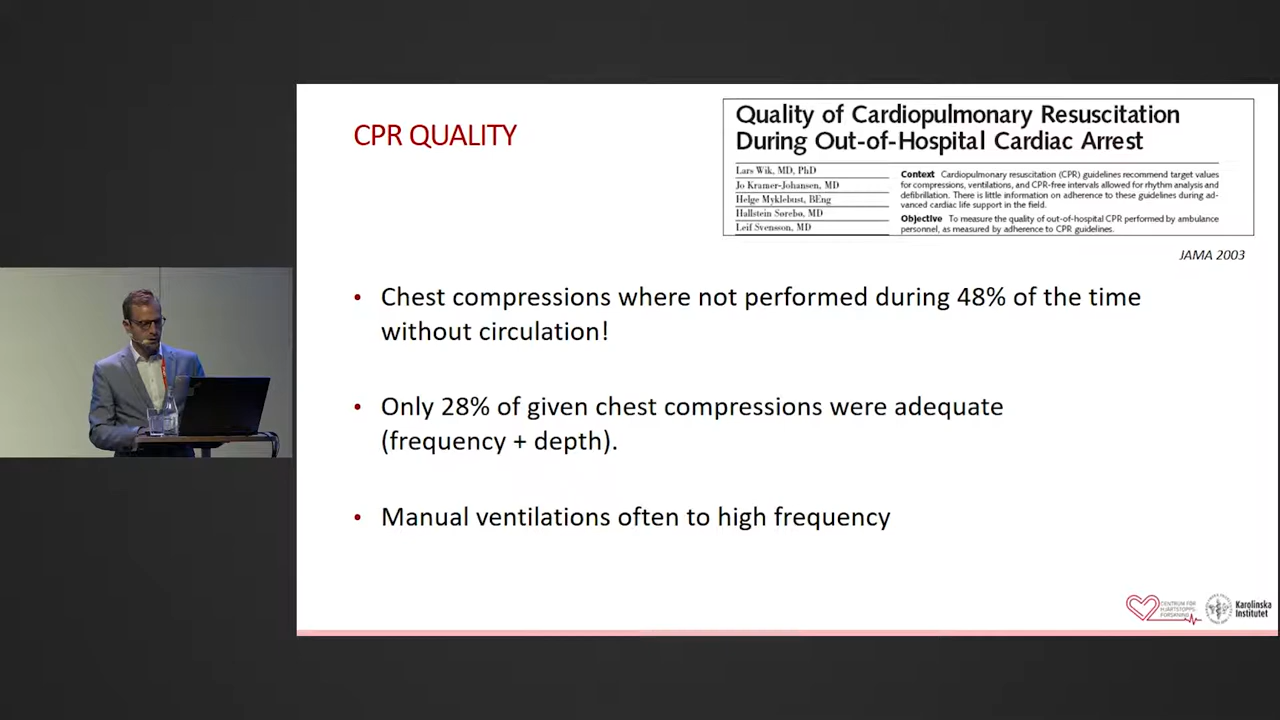 CPR QUALITY
Quality of Cardiopulmonary Resuscitation
During Out-of-Hospital Cardiac Arrest
Lars Wik, MD, PhD
Jo Kramer-Johansen, MD
Helge Myklebust, BEng
Hallstein Sørebø, MD
Leif Svensson, MD
Context Cardiopulmonary resuscitation (CPR) guidelines recommend target values
for compressions, ventilations, and CPR-free intervals allowed for rhythm analysis and
defibrillation. There is little information on adherence to these guidelines during ad-
vanced cardiac life support in the field.
Objective To measure the quality of out-of-hospital CPR performed by ambulance
personnel, as measured by adherence to CPR guidelines.
JAMA 2003
• Chest compressions where not performed during 48% of the time
without circulation!
• Only 28% of given chest compressions were adequate
(frequency + depth).
• Manual ventilations often to high frequency
CENTRUM FÖR
HJÄRTSTOPPS-
FORSKNING
Karolinska
Institutet